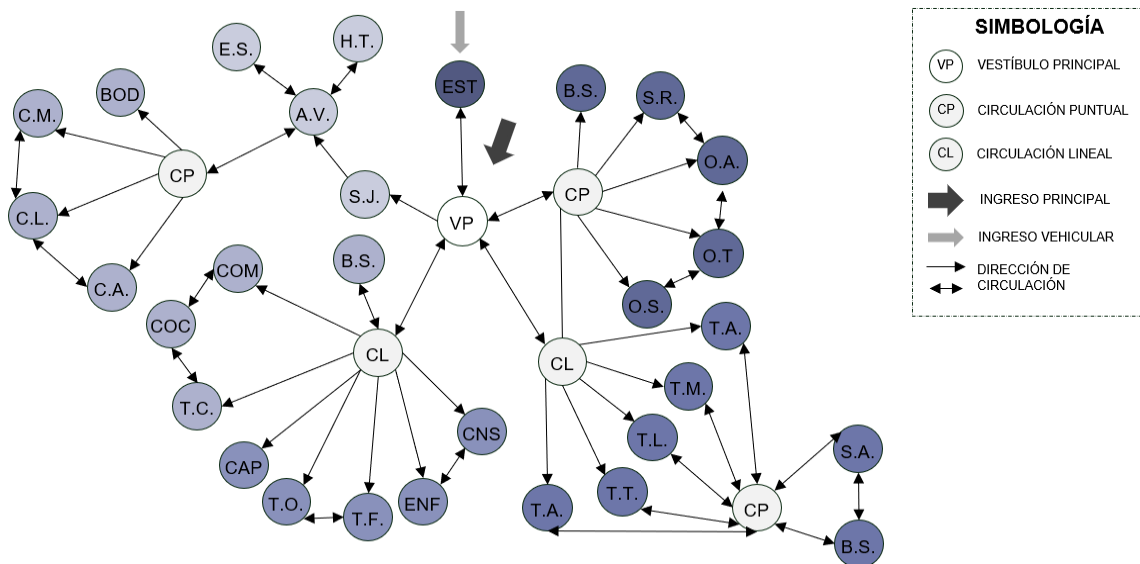 H.T.
E.S.
EST
B.S.
S.R.
BOD
C.M.
A.V.
O.A.
CP
S.J.
CP
C.L.
VP
O.T
B.S.
COM
C.A.
O.S.
COC
T.A.
CL
CL
T.M.
T.C.
CNS
T.L.
S.A.
CAP
T.O.
ENF
T.T.
T.F.
T.A.
CP
B.S.
SIMBOLOGÍA
VP VESTÍBULO PRINCIPAL
CP CIRCULACIÓN PUNTUAL
CL CIRCULACIÓN LINEAL
INGRESO PRINCIPAL
INGRESO VEHICULAR
DIRECCIÓN DE
CIRCULACIÓN